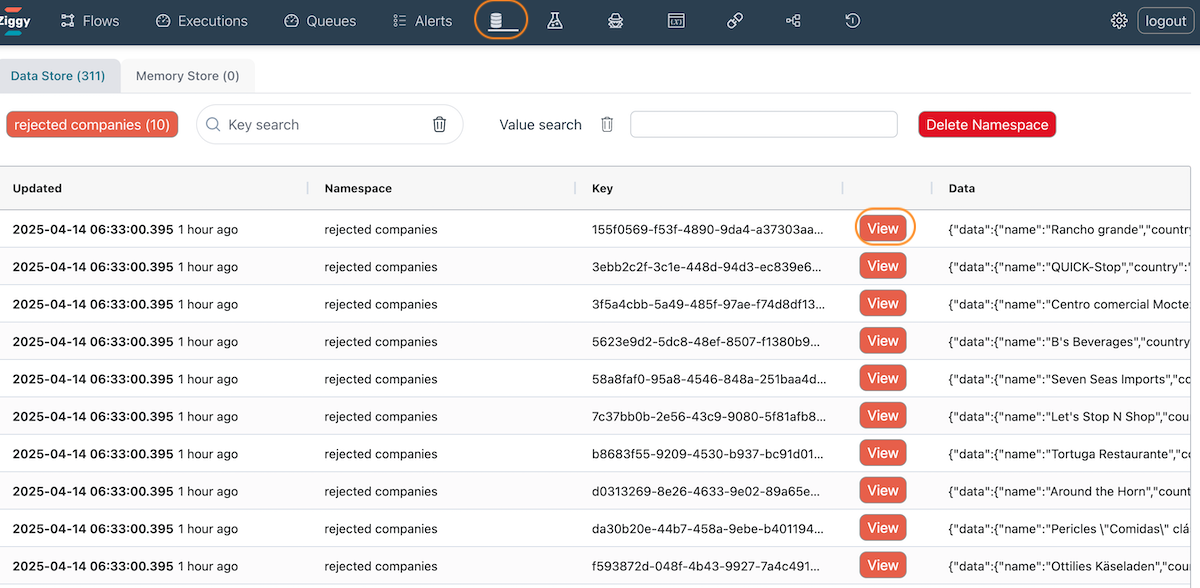 Ziggy Flows Executions Queues Alerts logout
Data Store (311) Memory Store (0)
rejected companies (10) Key search Value search Delete Namespace
Updated Namespace Key Data
2025-04-14 06:33:00.395 1 hour ago rejected companies 155f0569-f53f-4890-9da4-a37303aa... View {"data":{"name":"Rancho grande","countr
2025-04-14 06:33:00.395 1 hour ago rejected companies 3ebb2c2f-3c1e-448d-94d3-ec839e6... View {"data":{"name":"QUICK-Stop","country":"
2025-04-14 06:33:00.395 1 hour ago rejected companies 3f5a4cbb-5a49-485f-97ae-f74d8df13... View {"data":{"name":"Centro comercial Mocte
2025-04-14 06:33:00.395 1 hour ago rejected companies 5623e9d2-5dc8-48ef-8507-f1380b9... View {"data":{"name":"B's Beverages","country
2025-04-14 06:33:00.395 1 hour ago rejected companies 58a8faf0-95a8-4546-848a-251baa4d... View {"data":{"name":"Seven Seas Imports","co
2025-04-14 06:33:00.395 1 hour ago rejected companies 7c37bb0b-2e56-43c9-9080-5f81afb8... View {"data":{"name":"Let's Stop N Shop","cou
2025-04-14 06:33:00.395 1 hour ago rejected companies b8683f55-9209-4530-b937-bc91d01... View {"data":{"name":"Tortuga Restaurante","co
2025-04-14 06:33:00.395 1 hour ago rejected companies d0313269-8e26-4633-9e02-89a65e... View {"data":{"name":"Around the Horn","count
2025-04-14 06:33:00.395 1 hour ago rejected companies da30b20e-44b7-458a-9ebe-b401194... View {"data":{"name":"Pericles \"Comidas\" clá
2025-04-14 06:33:00.395 1 hour ago rejected companies f593872d-048f-4b43-9927-7a4c491... View {"data":{"name":"Ottilies Käseladen","cou